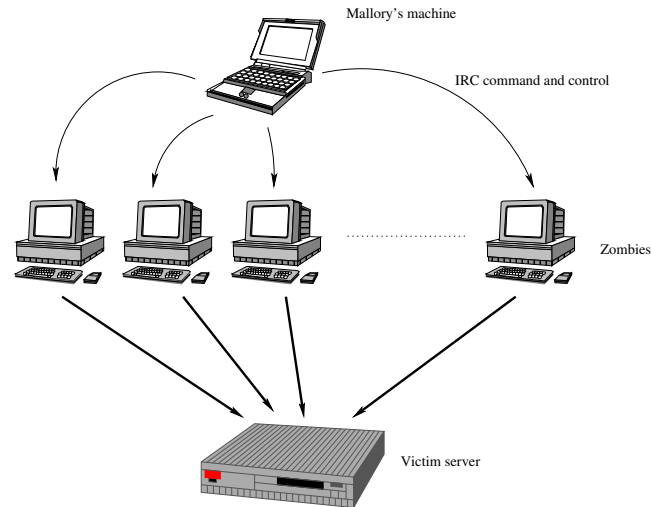 Mallory's machine
IRC command and control
Zombies
Victim server